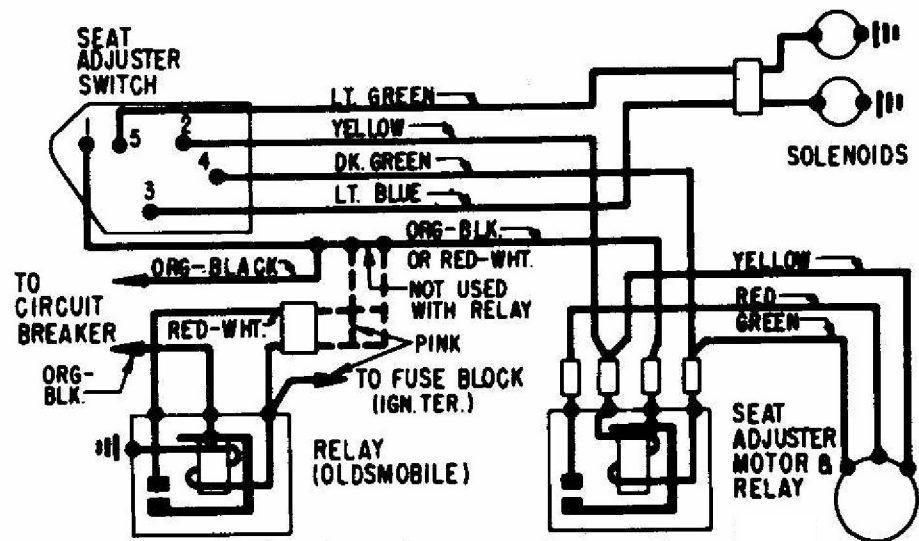 SEAT
ADJUSTER
SWITCH
1
5
2
4
3
LT. GREEN
YELLOW
DK. GREEN
LT. BLUE
SOLENOIDS
ORG-BLK.
OR RED-WHT.
ORG-BLACK
NOT USED
WITH RELAY
YELLOW
RED
GREEN
TO
CIRCUIT
BREAKER
RED-WHT.
PINK
ORG-
BLK.
TO FUSE BLOCK
(IGN. TER.)
RELAY
(OLDSMOBILE)
SEAT
ADJUSTER
MOTOR &
RELAY